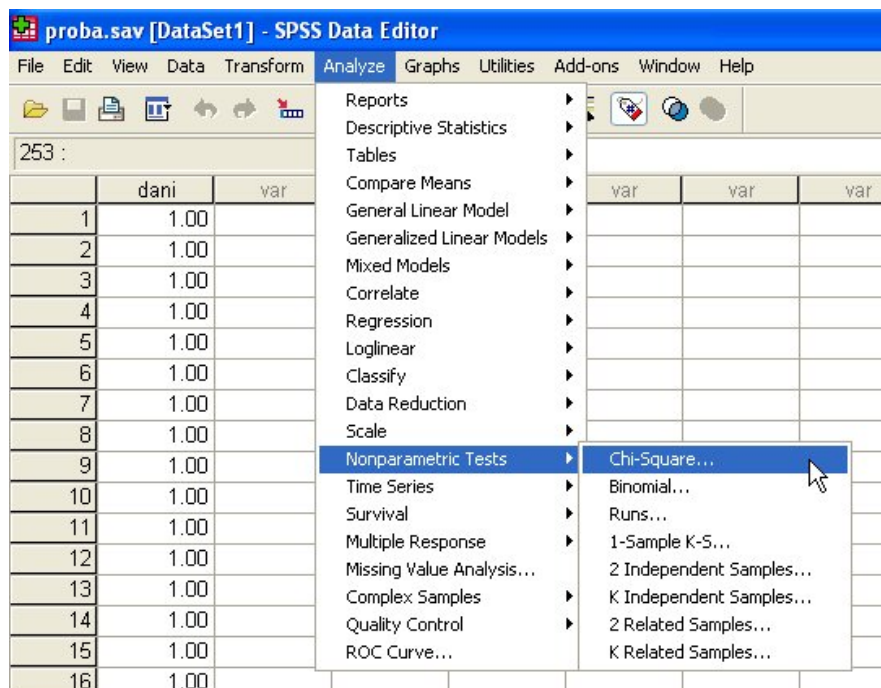 proba.sav [DataSet1] - SPSS Data Editor
File Edit View Data Transform Analyze Graphs Utilities Add-ons Window Help
253 :
dani var var var var
1 1.00
2 1.00
3 1.00
4 1.00
5 1.00
6 1.00
7 1.00
8 1.00
9 1.00
10 1.00
11 1.00
12 1.00
13 1.00
14 1.00
15 1.00
16 1.00
Reports
Descriptive Statistics
Tables
Compare Means
General Linear Model
Generalized Linear Models
Mixed Models
Correlate
Regression
Loglinear
Classify
Data Reduction
Scale
Nonparametric Tests
Time Series
Survival
Multiple Response
Missing Value Analysis...
Complex Samples
Quality Control
ROC Curve...
Chi-Square...
Binomial...
Runs...
1-Sample K-S...
2 Independent Samples...
K Independent Samples...
2 Related Samples...
K Related Samples...